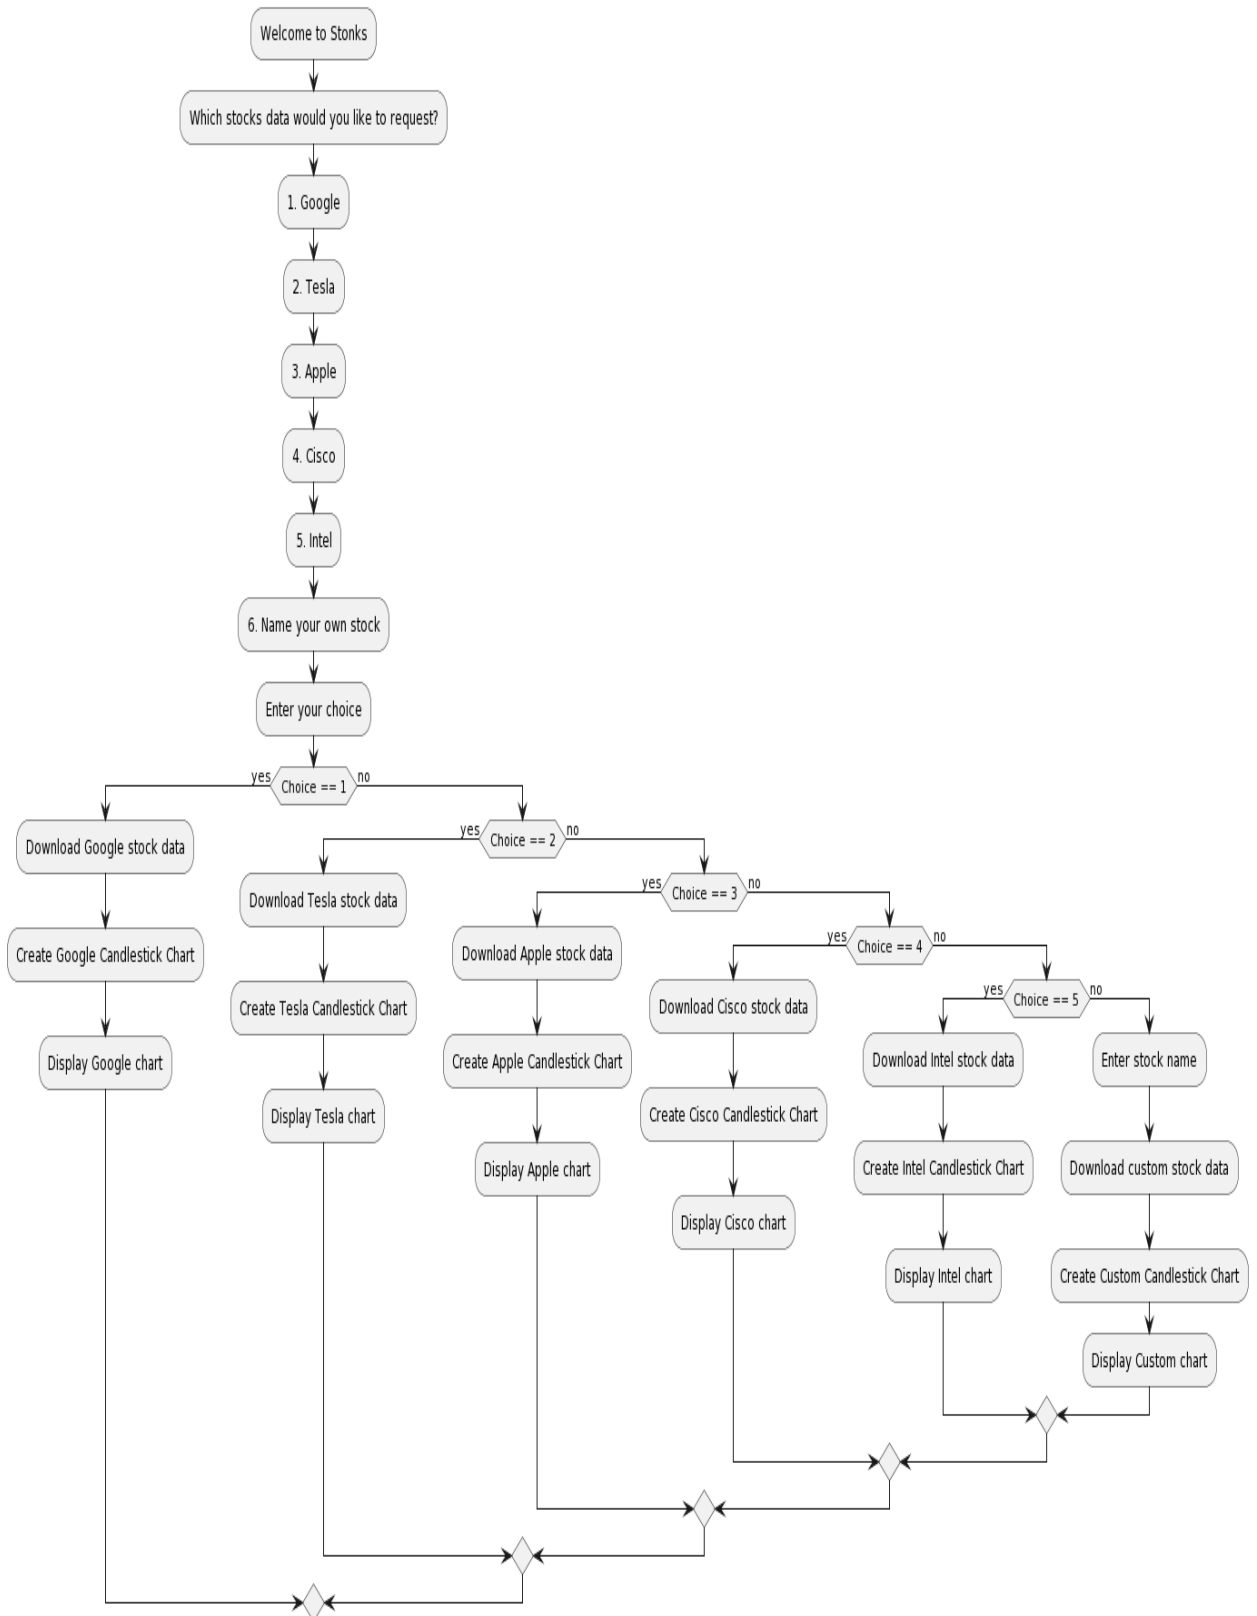 Welcome to Stonks
Which stocks data would you like to request?
1. Google
2. Tesla
3. Apple
4. Cisco
5. Intel
6. Name your own stock
Enter your choice
yes
Choice == 1
no
Download Google stock data
Create Google Candlestick Chart
Display Google chart
yes
Choice == 2
no
Download Tesla stock data
Create Tesla Candlestick Chart
Display Tesla chart
yes
Choice == 3
no
Download Apple stock data
Create Apple Candlestick Chart
Display Apple chart
yes
Choice == 4
no
Download Cisco stock data
Create Cisco Candlestick Chart
Display Cisco chart
yes
Choice == 5
no
Download Intel stock data
Create Intel Candlestick Chart
Display Intel chart
Enter stock name
Download custom stock data
Create Custom Candlestick Chart
Display Custom chart